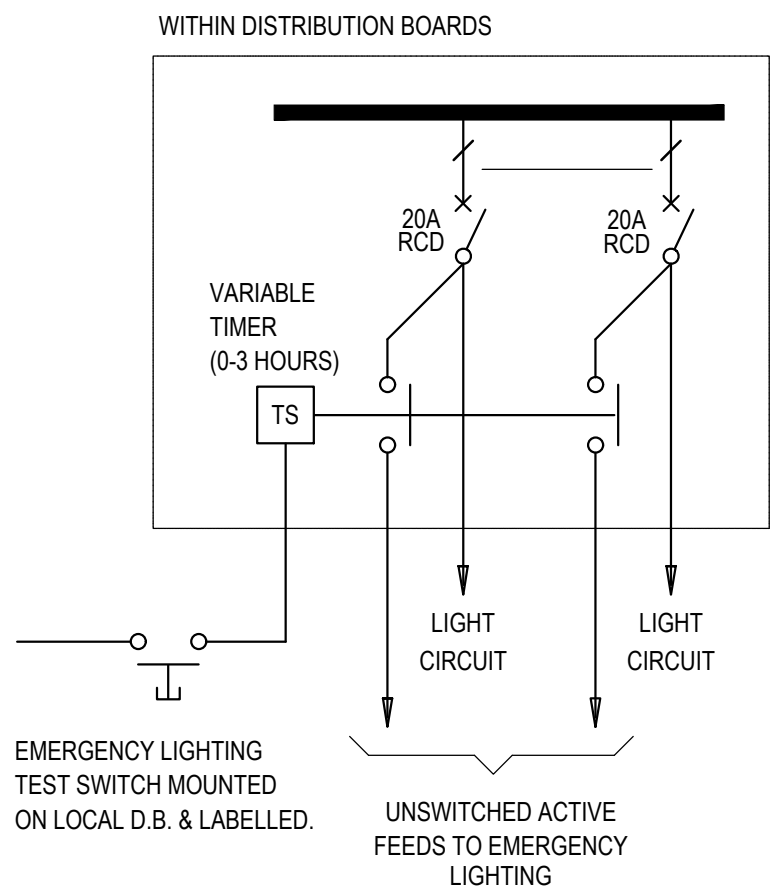 WITHIN DISTRIBUTION BOARDS
20A
RCD
20A
RCD
VARIABLE
TIMER
(0-3 HOURS)
TS
LIGHT
CIRCUIT
LIGHT
CIRCUIT
EMERGENCY LIGHTING
TEST SWITCH MOUNTED
ON LOCAL D.B. & LABELLED.
UNSWITCHED ACTIVE
FEEDS TO EMERGENCY
LIGHTING